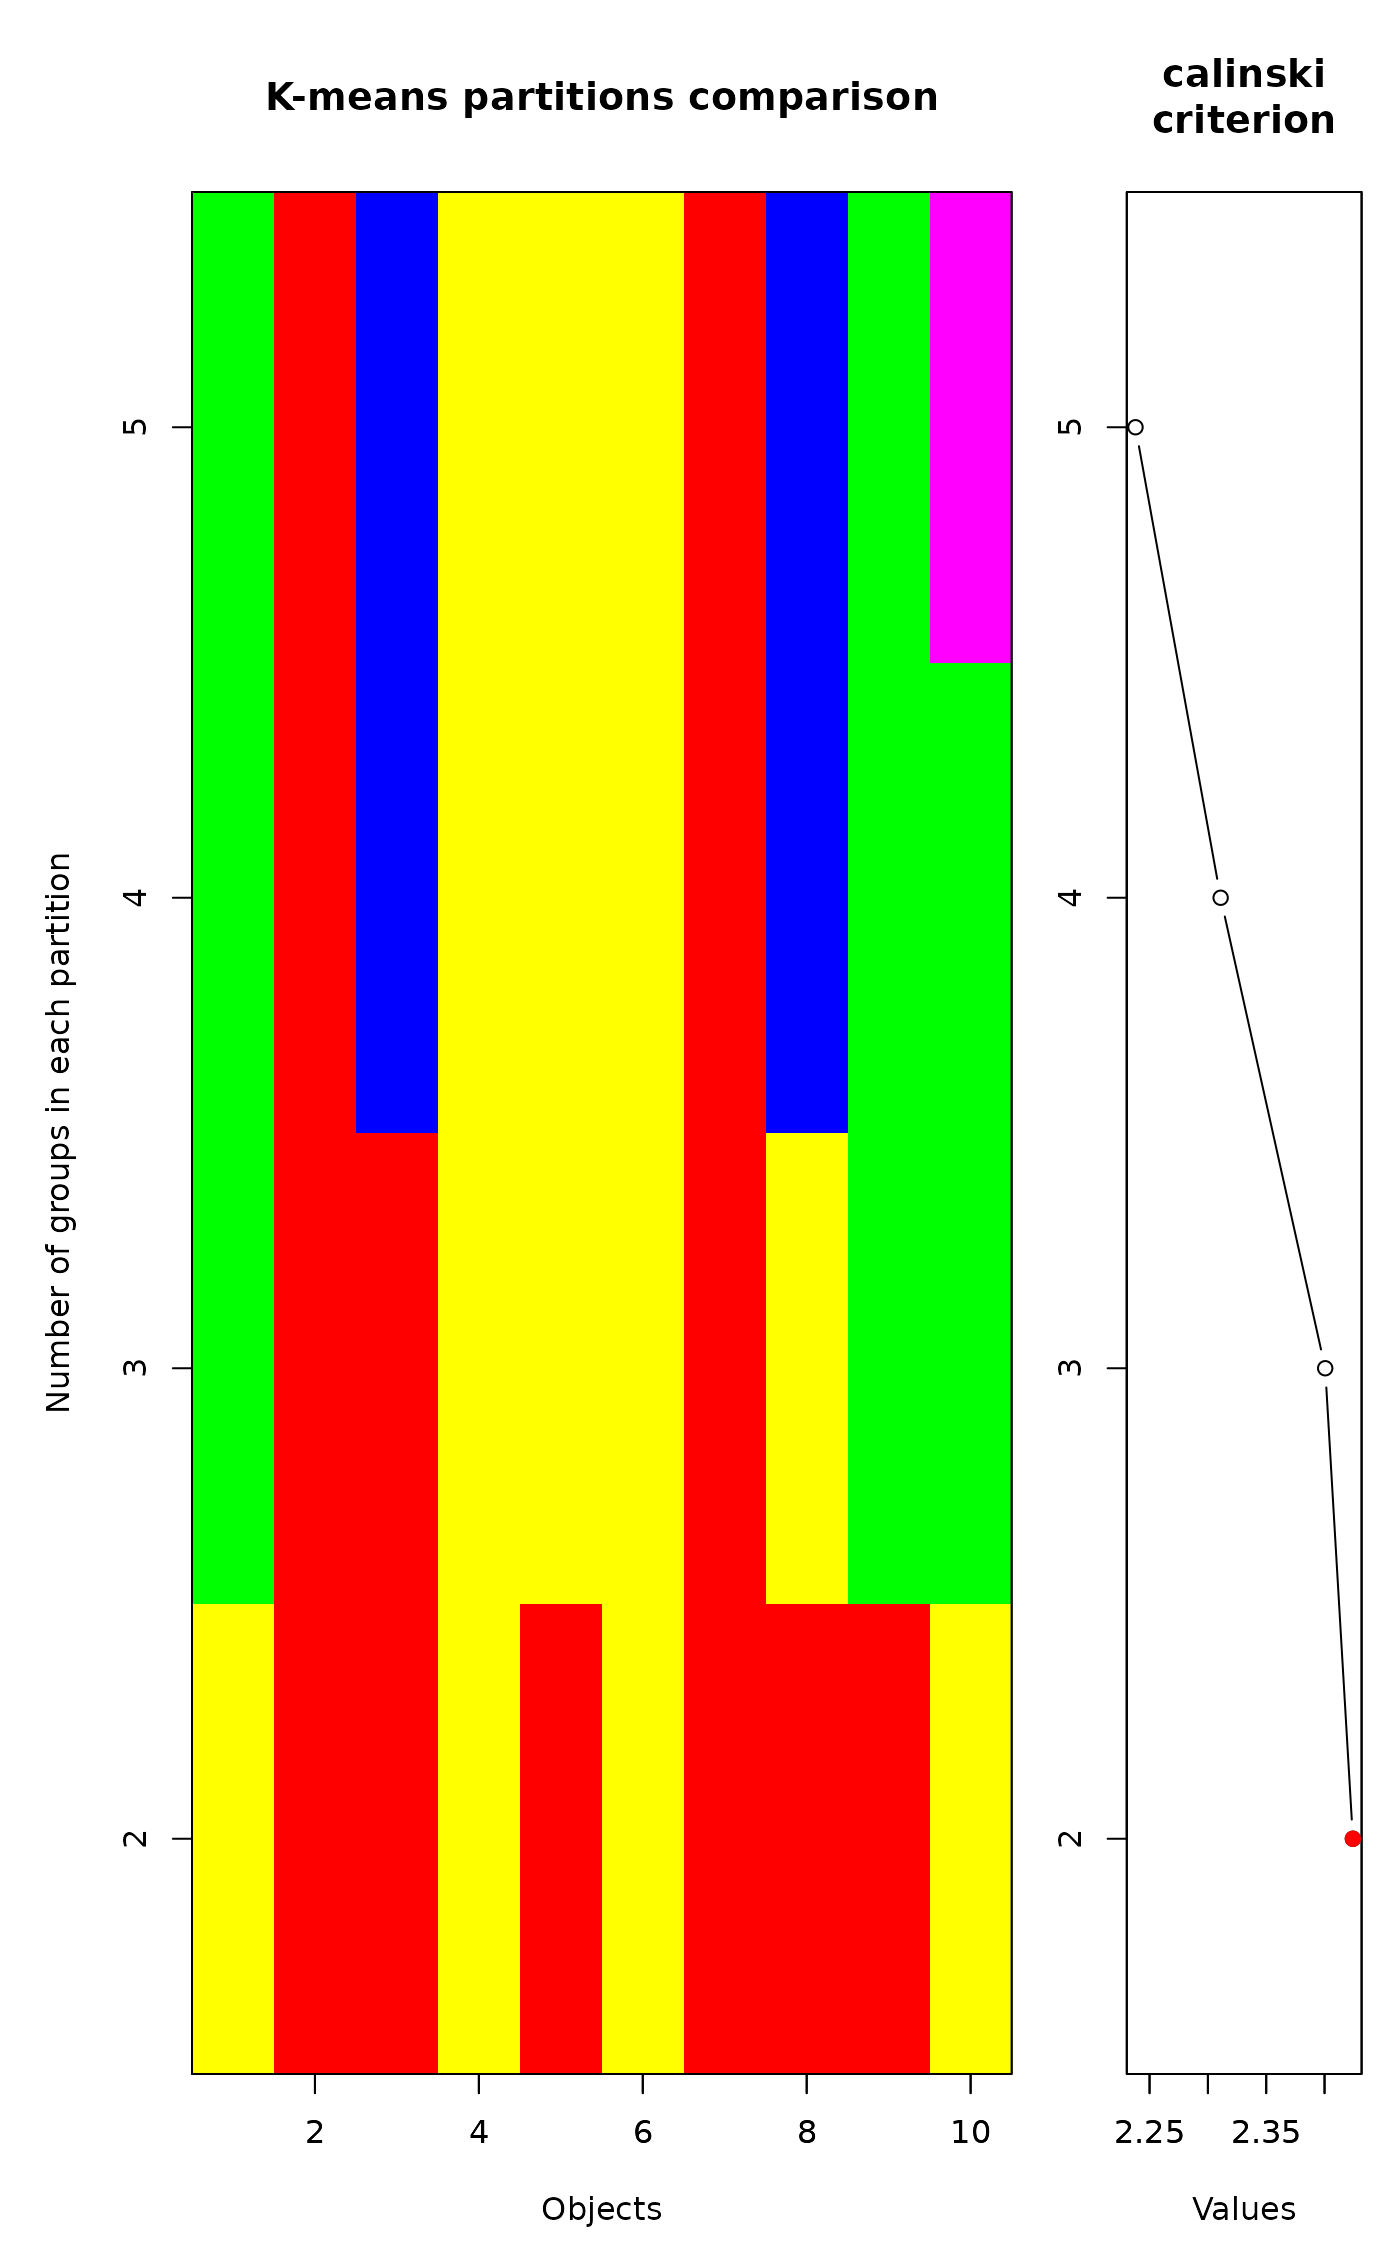 K-means partitions comparison
calinski
criterion
Number of groups in each partition
5
4
3
2
2 4 6 8 10
Objects
5
4
3
2
2.25 2.35
Values